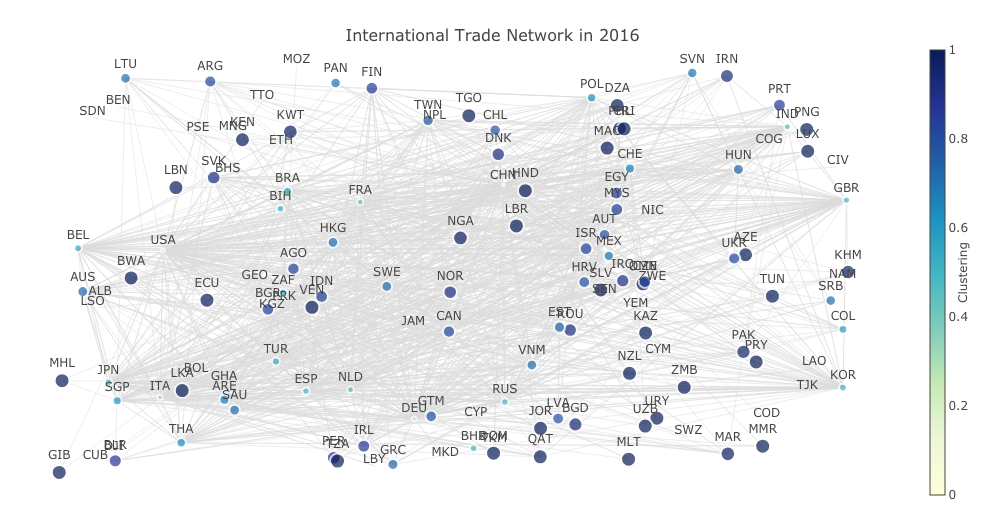 International Trade Network in 2016
MOZ
SVN IRN
LTU ARG PAN FIN
POL DZA
PRT
BEN TTO TWN TGO
SDN KWT NPL CHL IND PNG
PSE MNG KEN MAC LUX
ETH DNK COG
CHE HUN CIV
SVK BHS
LBN CHN HND EGY
BRA FRA MYS GBR
BIH NIC
LBR
NGA AUT
BEL USA HKG ISR MEX UKR AZE
BWA AGO KHM
HRV SLV IRQ
AUS ECU GEO ZAF IDN SWE NOR ZWE TUN NAM
ALB BGR VEN SEN SRB
LSO KGZ YEM
JAM CAN EST KAZ COL
TUR VNM CYM PAK PRY
MHL JPN BOL NZL ZMB LAO KOR
LKA GHA
SGP ITA ARE ESP NLD RUS TJK
SAU DEU GTM CYP LVA BGD URY COD
THA IRL JOR UZB SWZ MMR
PER MAR
GIB CUB TZA LBY GRC MKD BHR QAT MLT
1
0.8
0.6
0.4
0.2
0
Clustering